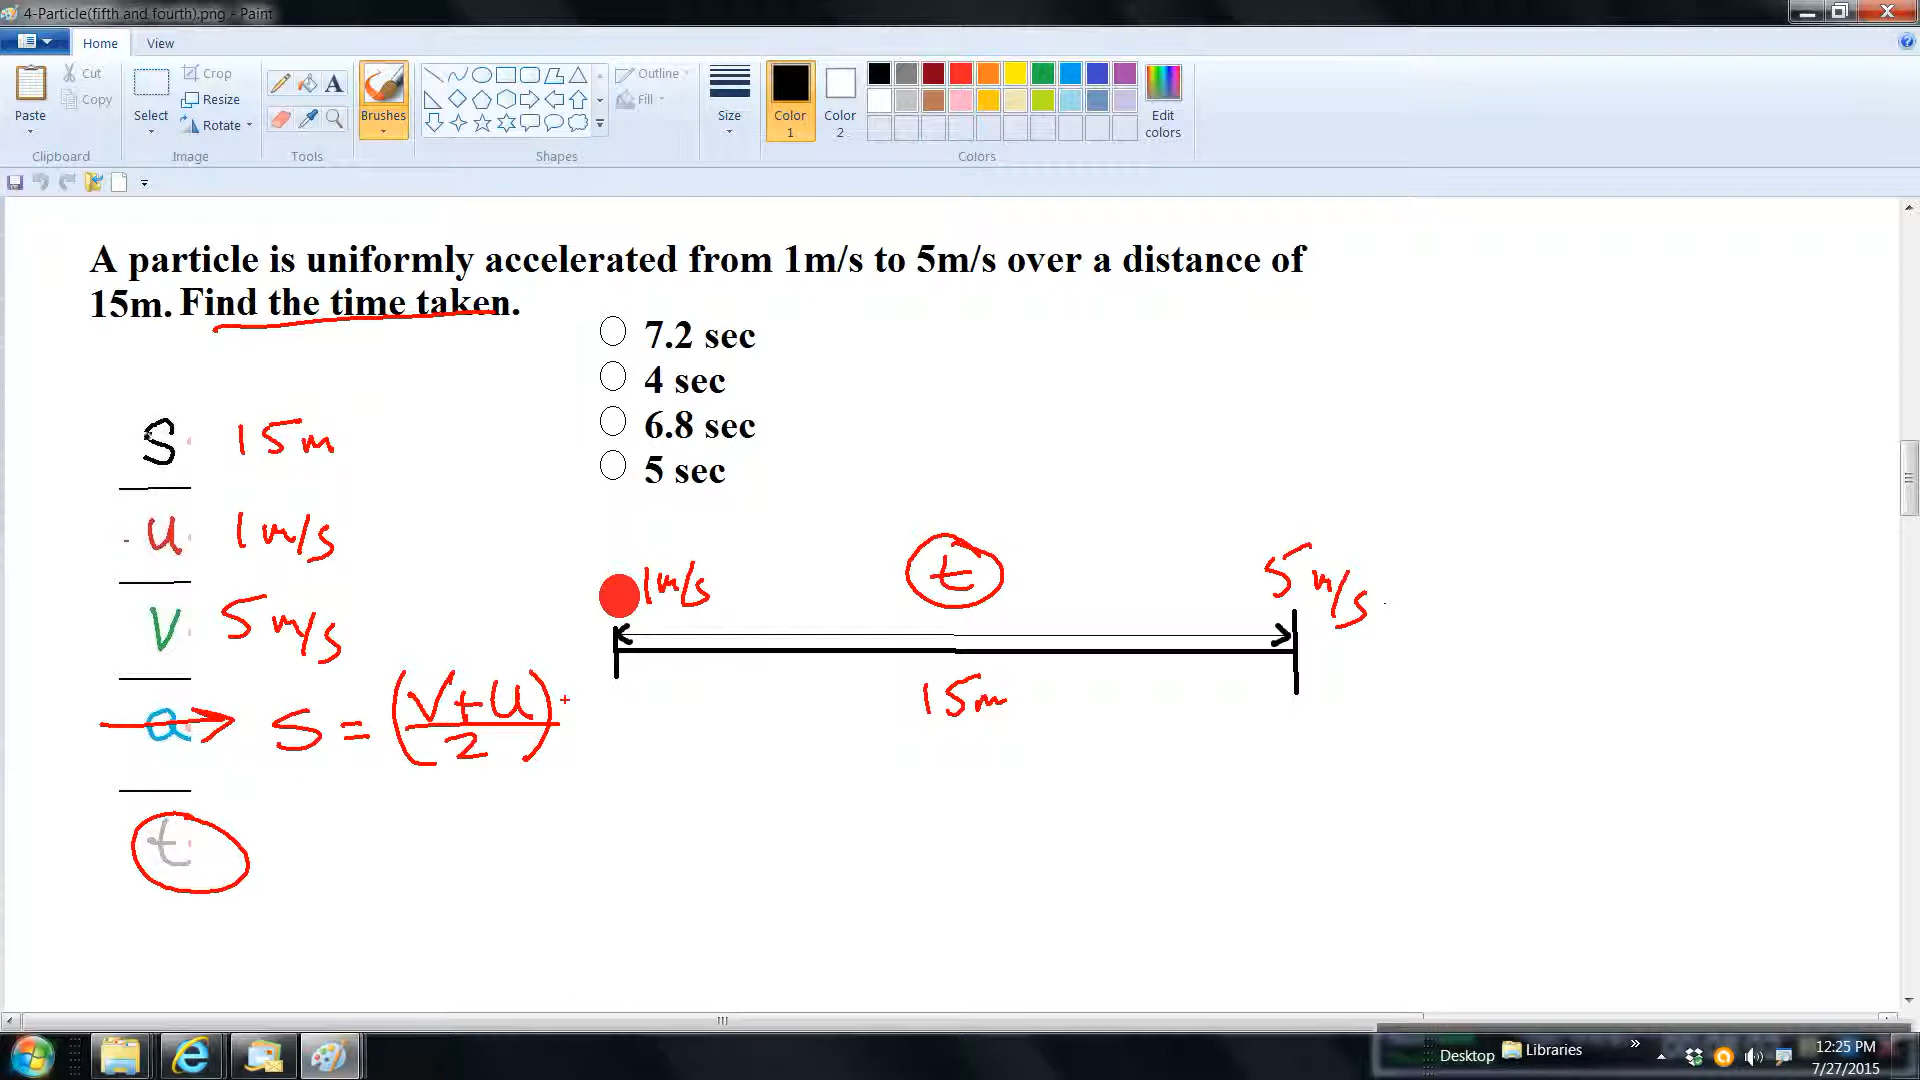 4-Particle(fifth and fourth).png - Paint
Home View
Paste Cut Copy Clipboard
Select Crop Resize Rotate Image
Tools
Brushes
Shapes
Outline Fill
Size
Color 1
Color 2
Edit colors
Colors
A particle is uniformly accelerated from 1m/s to 5m/s over a distance of
15m. Find the time taken.
7.2 sec
4 sec
6.8 sec
5 sec
S 15m
u 1m/s
V 5m/s
a S = (V+U)/2
t
1m/s t 5m/s
15m
Desktop Libraries » 12:25 PM
7/27/2015